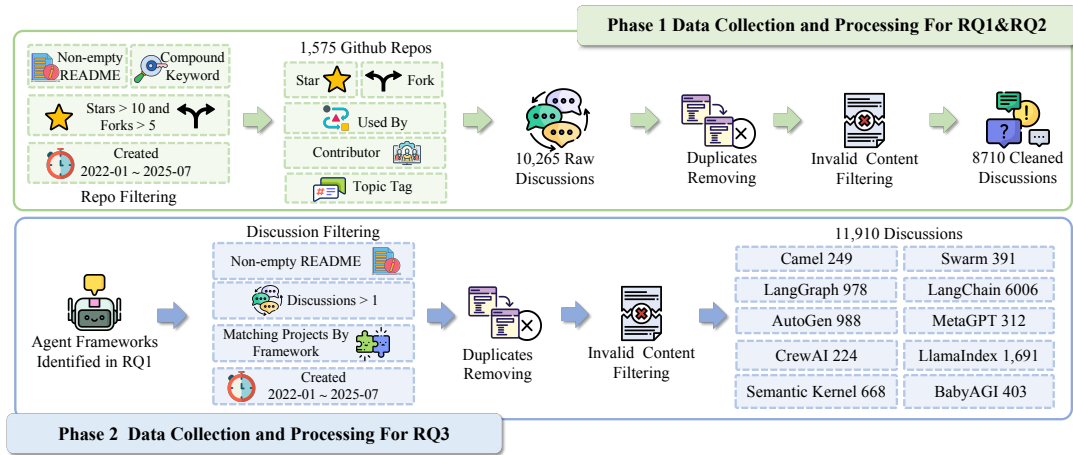 Phase 1 Data Collection and Processing For RQ1&RQ2
Non-empty
README
Compound
Keyword
Stars > 10 and
Forks > 5
Created
2022-01 ~ 2025-07
Repo Filtering
1,575 Github Repos
Star
Fork
Used By
Contributor
Topic Tag
10,265 Raw
Discussions
Duplicates
Removing
Invalid Content
Filtering
8710 Cleaned
Discussions
Agent Frameworks
Identified in RQ1
Discussion Filtering
Non-empty README
Discussions > 1
Matching Projects By
Framework
Created
2022-01 ~ 2025-07
Duplicates
Removing
Invalid Content
Filtering
11,910 Discussions
Camel 249
Swarm 391
LangGraph 978
LangChain 6006
AutoGen 988
MetaGPT 312
CrewAI 224
LlamaIndex 1,691
Semantic Kernel 668
BabyAGI 403
Phase 2 Data Collection and Processing For RQ3